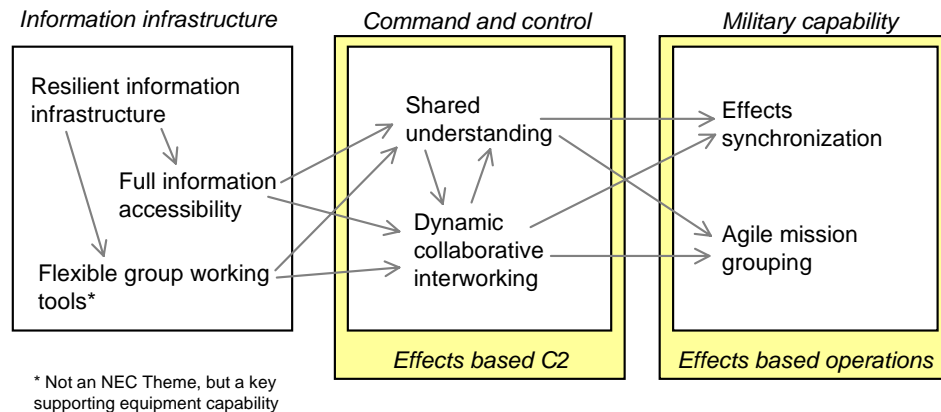 Information infrastructure
Command and control
Military capability
Resilient information
infrastructure
Full information
accessibility
Flexible group working
tools*
Shared
understanding
Dynamic
collaborative
interworking
Effects
synchronization
Agile mission
grouping
Effects based C2
Effects based operations
* Not an NEC Theme, but a key
supporting equipment capability